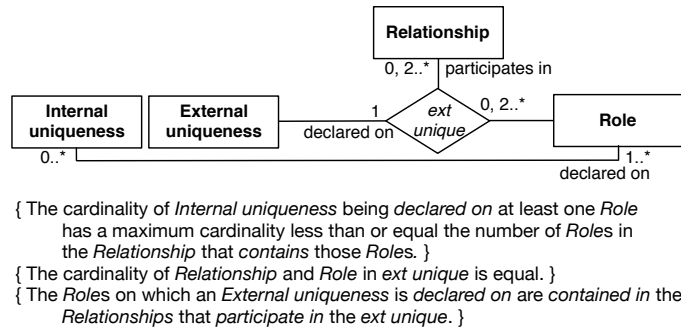 Relationship
0, 2..*
participates in
Internal
uniqueness
External
uniqueness
1
declared on
ext
unique
0, 2..*
Role
0..*
1..*
declared on
{ The cardinality of Internal uniqueness being declared on at least one Role
has a maximum cardinality less than or equal the number of Roles in
the Relationship that contains those Roles. }
{ The cardinality of Relationship and Role in ext unique is equal. }
{ The Roles on which an External uniqueness is declared on are contained in the
Relationships that participate in the ext unique. }